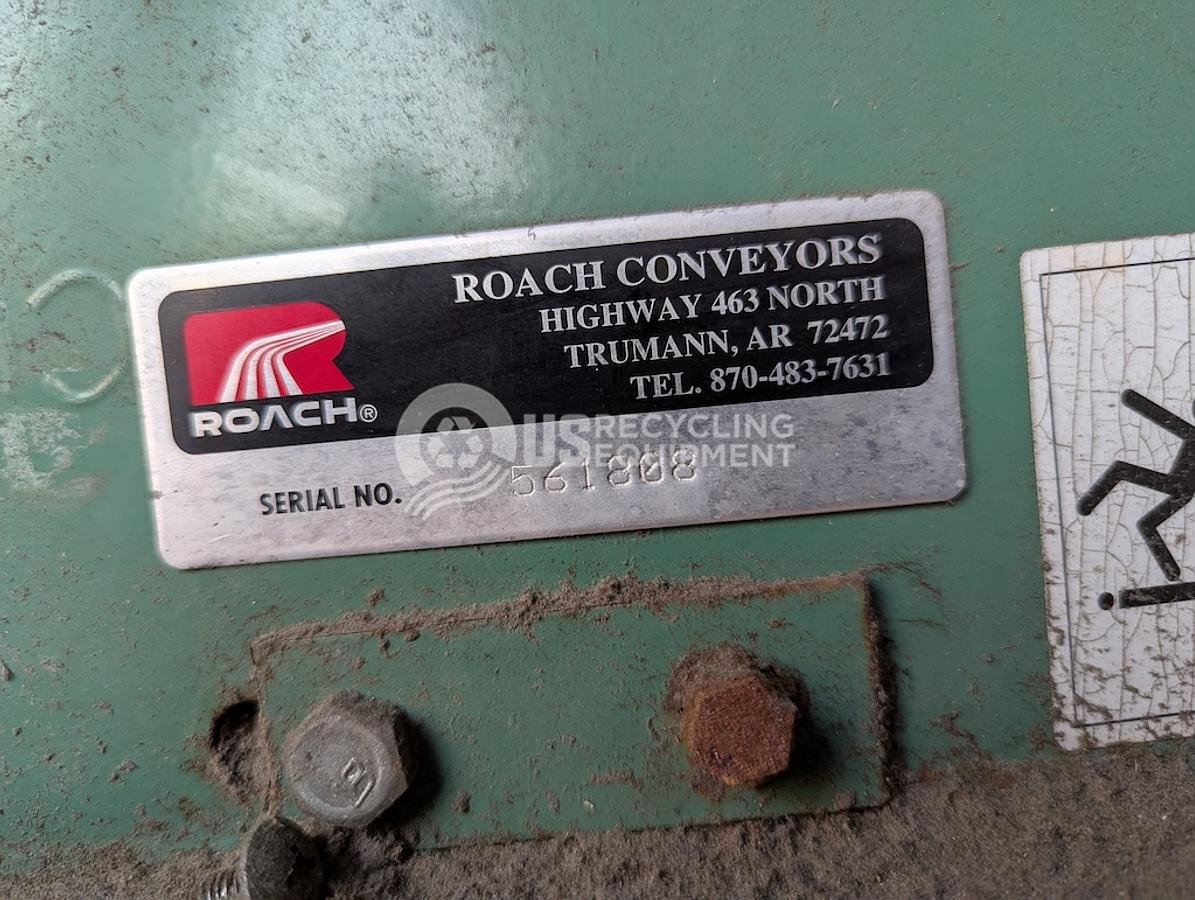 ROACH CONVEYORS
HIGHWAY 463 NORTH
TRUMANN, AR 72472
TEL. 870-483-7631
ROACH®
US RECYCLING
EQUIPMENT
SERIAL NO. 561808